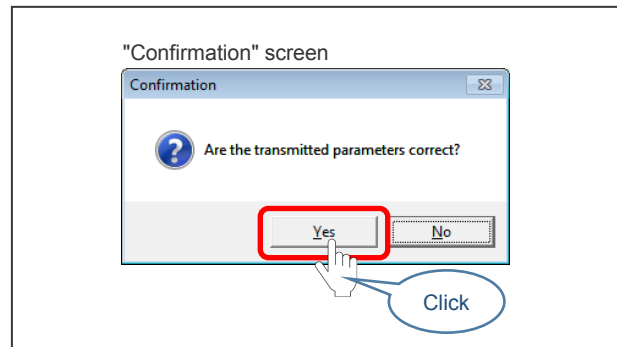 "Confirmation" screen
Confirmation
Are the transmitted parameters correct?
Yes
No
Click